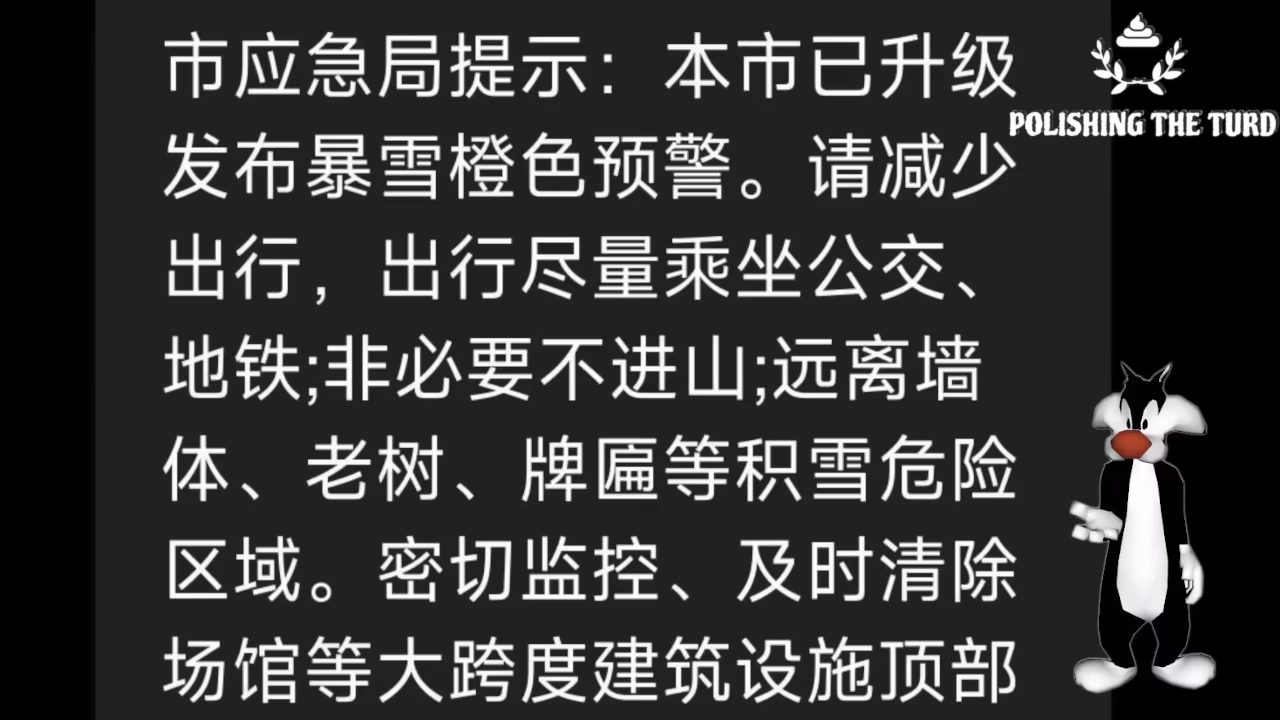 市应急局提示：本市已升级
发布暴雪橙色预警。请减少
出行，出行尽量乘坐公交、
地铁;非必要不进山;远离墙
体、老树、牌匾等积雪危险
区域。密切监控、及时清除
场馆等大跨度建筑设施顶部
POLISHING THE TURD